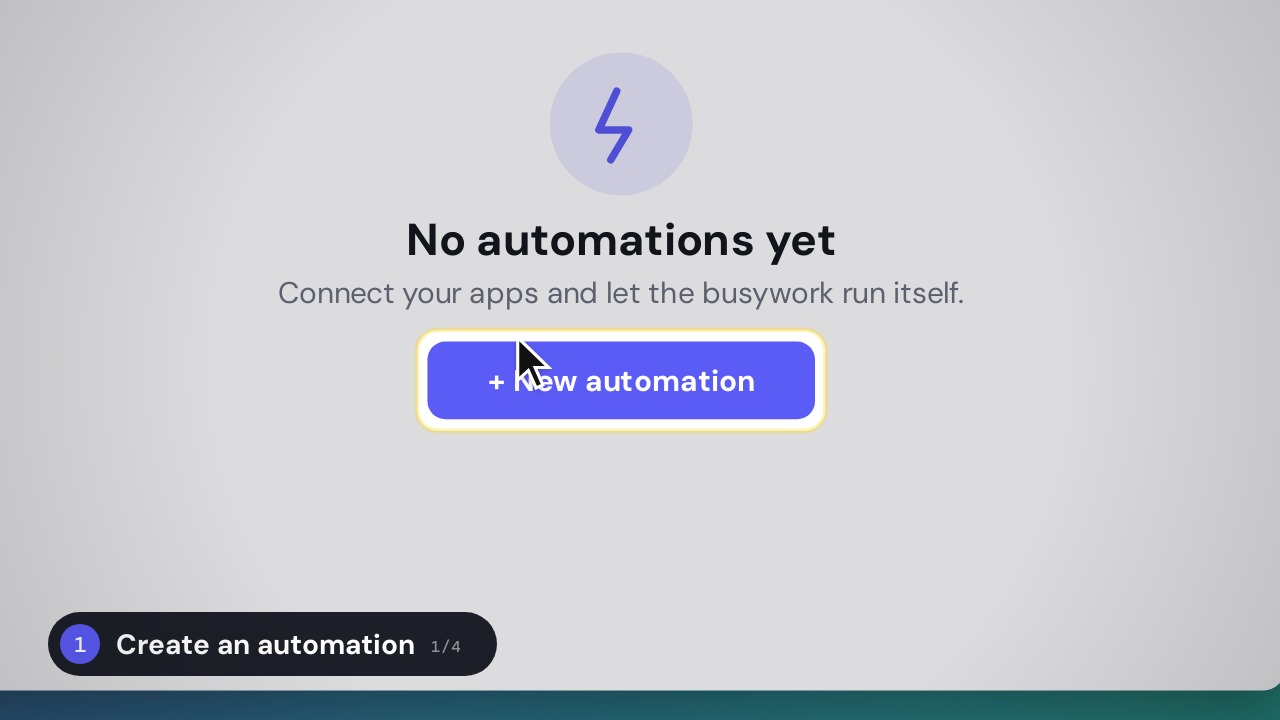 No automations yet
Connect your apps and let the busywork run itself.
+ New automation
1 Create an automation 1/4